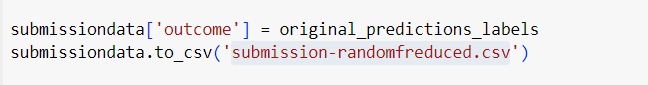 submissiondata['outcome'] = original_predictions_labels
submissiondata.to_csv('submission-randomfreduced.csv')